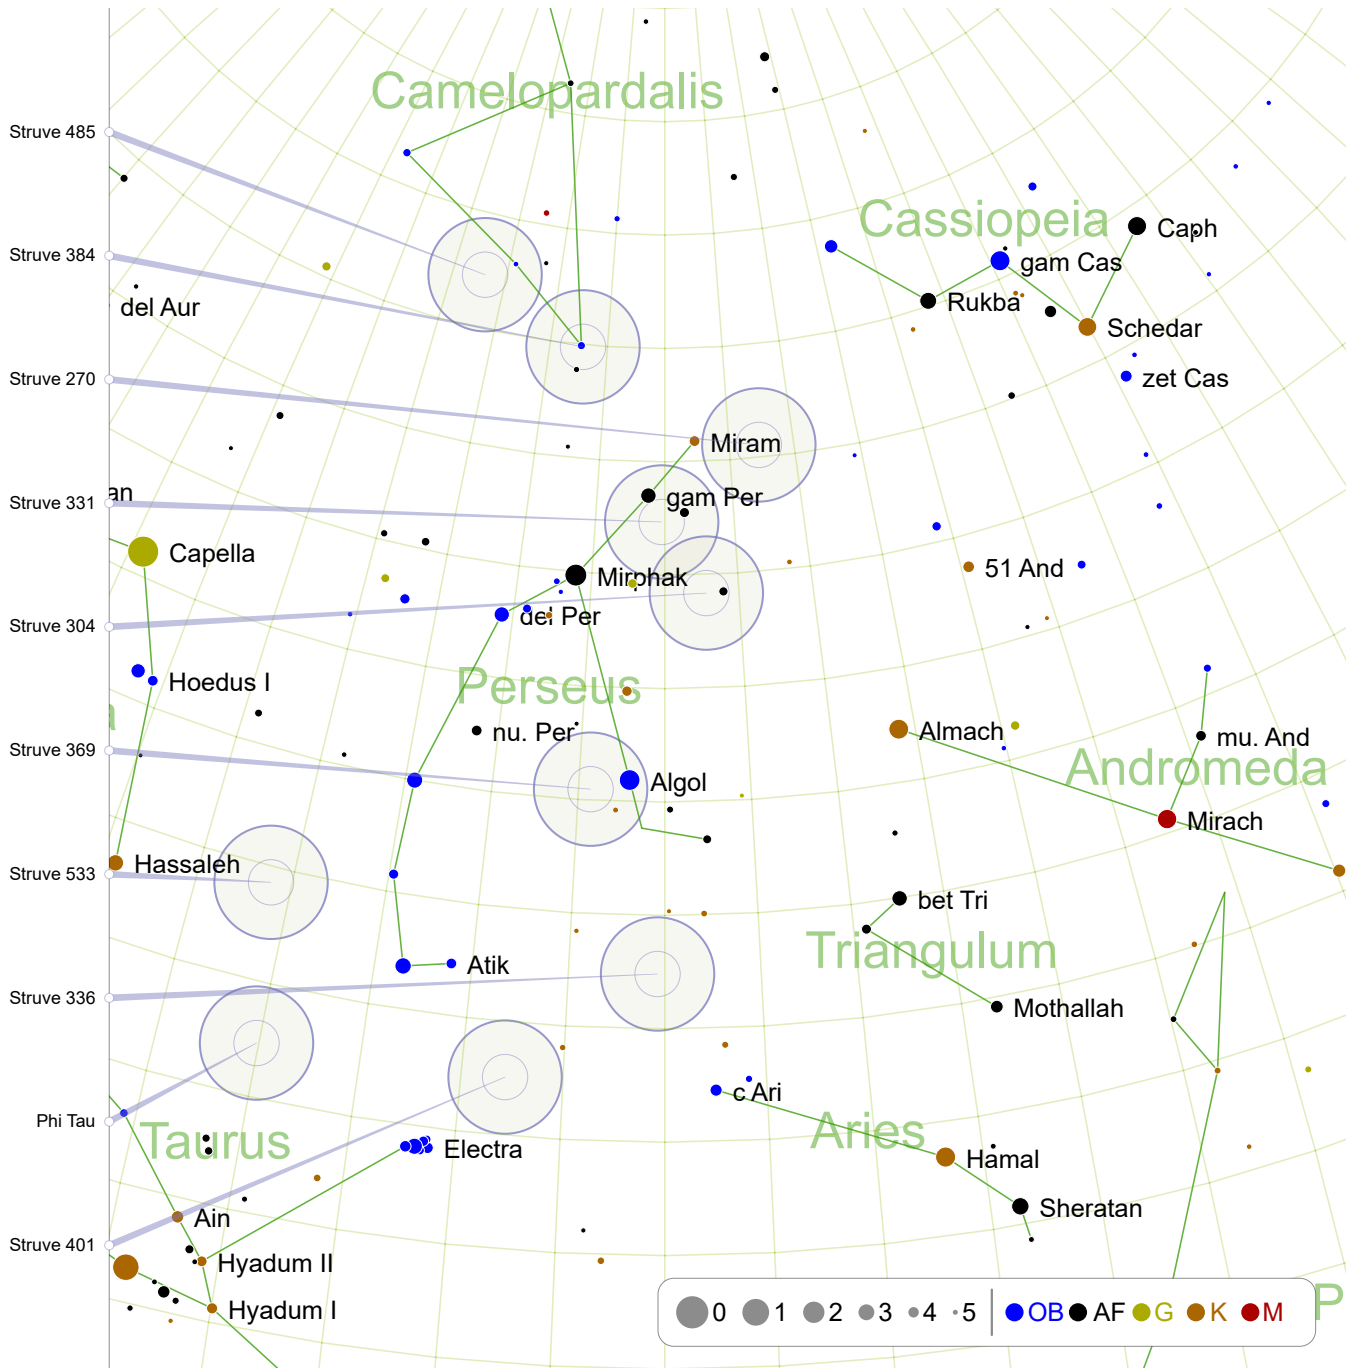 Camelopardalis
Struve 485
Cassiopeia
Caph
Struve 384
gam Cas
del Aur
Rukba
Schedar
Struve 270
zet Cas
Miram
an
gam Per
Struve 331
Capella
51 And
Mirphak
del Per
Struve 304
Hoedus I
Perseus
a
nu. Per
Almach
mu. And
Struve 369
Andromeda
Algol
Mirach
Hassaleh
Struve 533
bet Tri
Triangulum
Atik
Struve 336
Mothallah
c Ari
Phi Tau
Taurus
Aries
Electra
Hamal
Sheratan
Ain
Struve 401
Hyadum II
Hyadum I
0 1 2 3 4 5 OB AF G K M
P